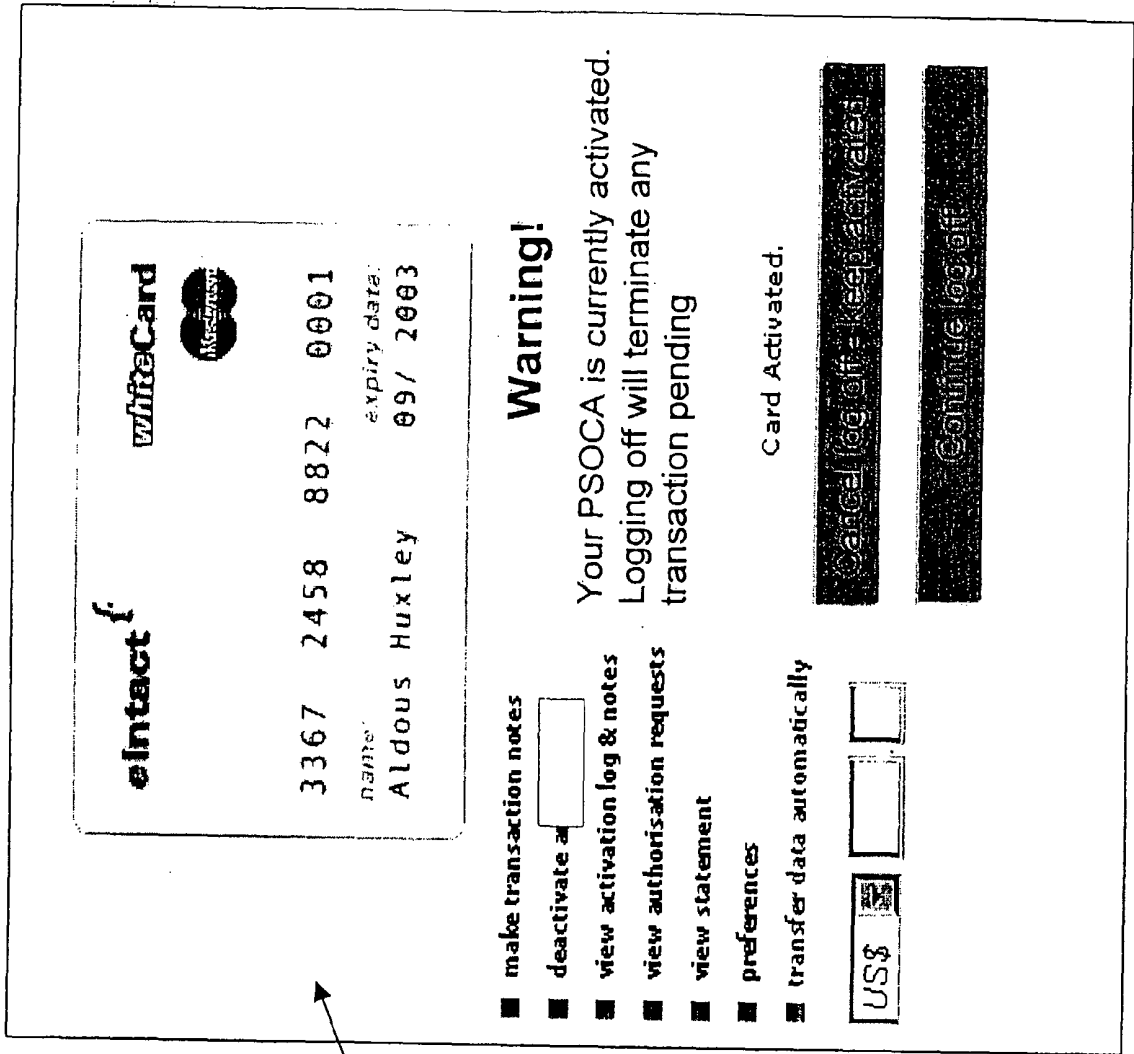 eIntact
whiteCard
3367 2458 8822 0001
name:
expiry date:
Aldous Huxley
09/ 2003
make transaction notes
deactivate
view activation log & notes
view authorisation requests
view statement
preferences
transfer data automatically
US$
Warning!
Your PSOCA is currently activated.
Logging off will terminate any
transaction pending
Card Activated.
Cancel log off & keep activated
Continue log off